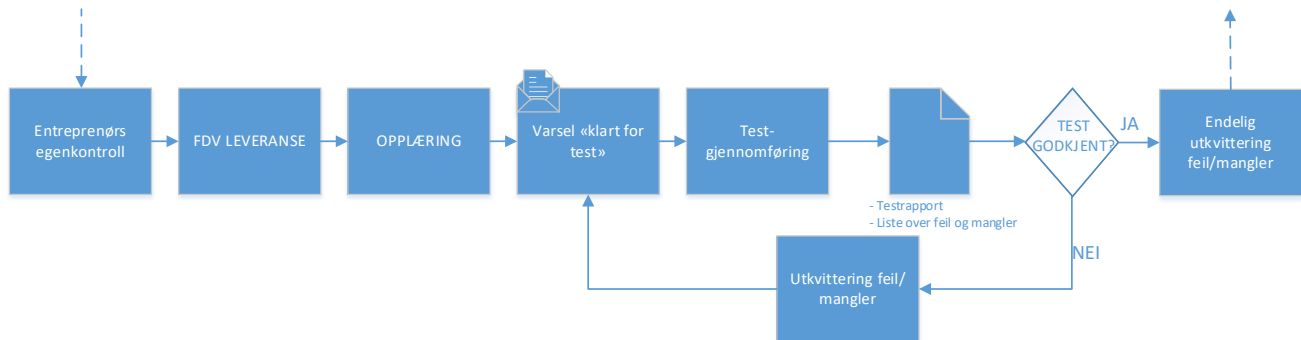 Entreprenørs
egenkontroll
FDV LEVERANSE
OPPLÆRING
Varsel «klart for
test»
Test-
gjennomføring
- Testrapport
- Liste over feil og mangler
TEST
GODKJENT?
JA
Endelig
utkvittering
feil/mangler
NEI
Utkvittering feil/
mangler